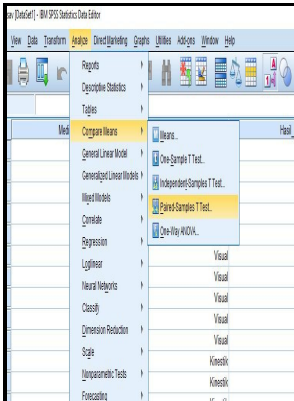 sav [DataSet1] - IBM SPSS Statistics Data Editor
View Data Transform Analyze Direct Marketing Graphs Utilities Add-ons Window Help
Reports
Descriptive Statistics
Tables
Medi
Compare Means
Hasil_
Means...
General Linear Model
One-Sample T Test...
Generalized Linear Models
Independent-Samples T Test...
Mixed Models
Paired-Samples T Test...
Correlate
One-Way ANOVA...
Regression
Loglinear
Visual
Neural Networks
Visual
Classify
Visual
Visual
Dimension Reduction
Visual
Scale
Kinestik
Nonparametric Tests
Kinestik
Forecasting